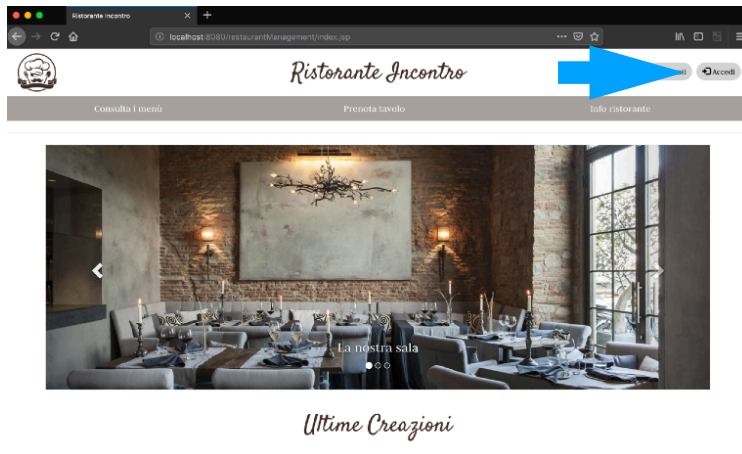 Ristorante Incontro
localhost:8080/restaurantManagement/index.jsp
Ristorante Incontro
Accedi
Consulta i menù Prenota tavolo Info ristorante
La nostra sala
Ultime Creazioni